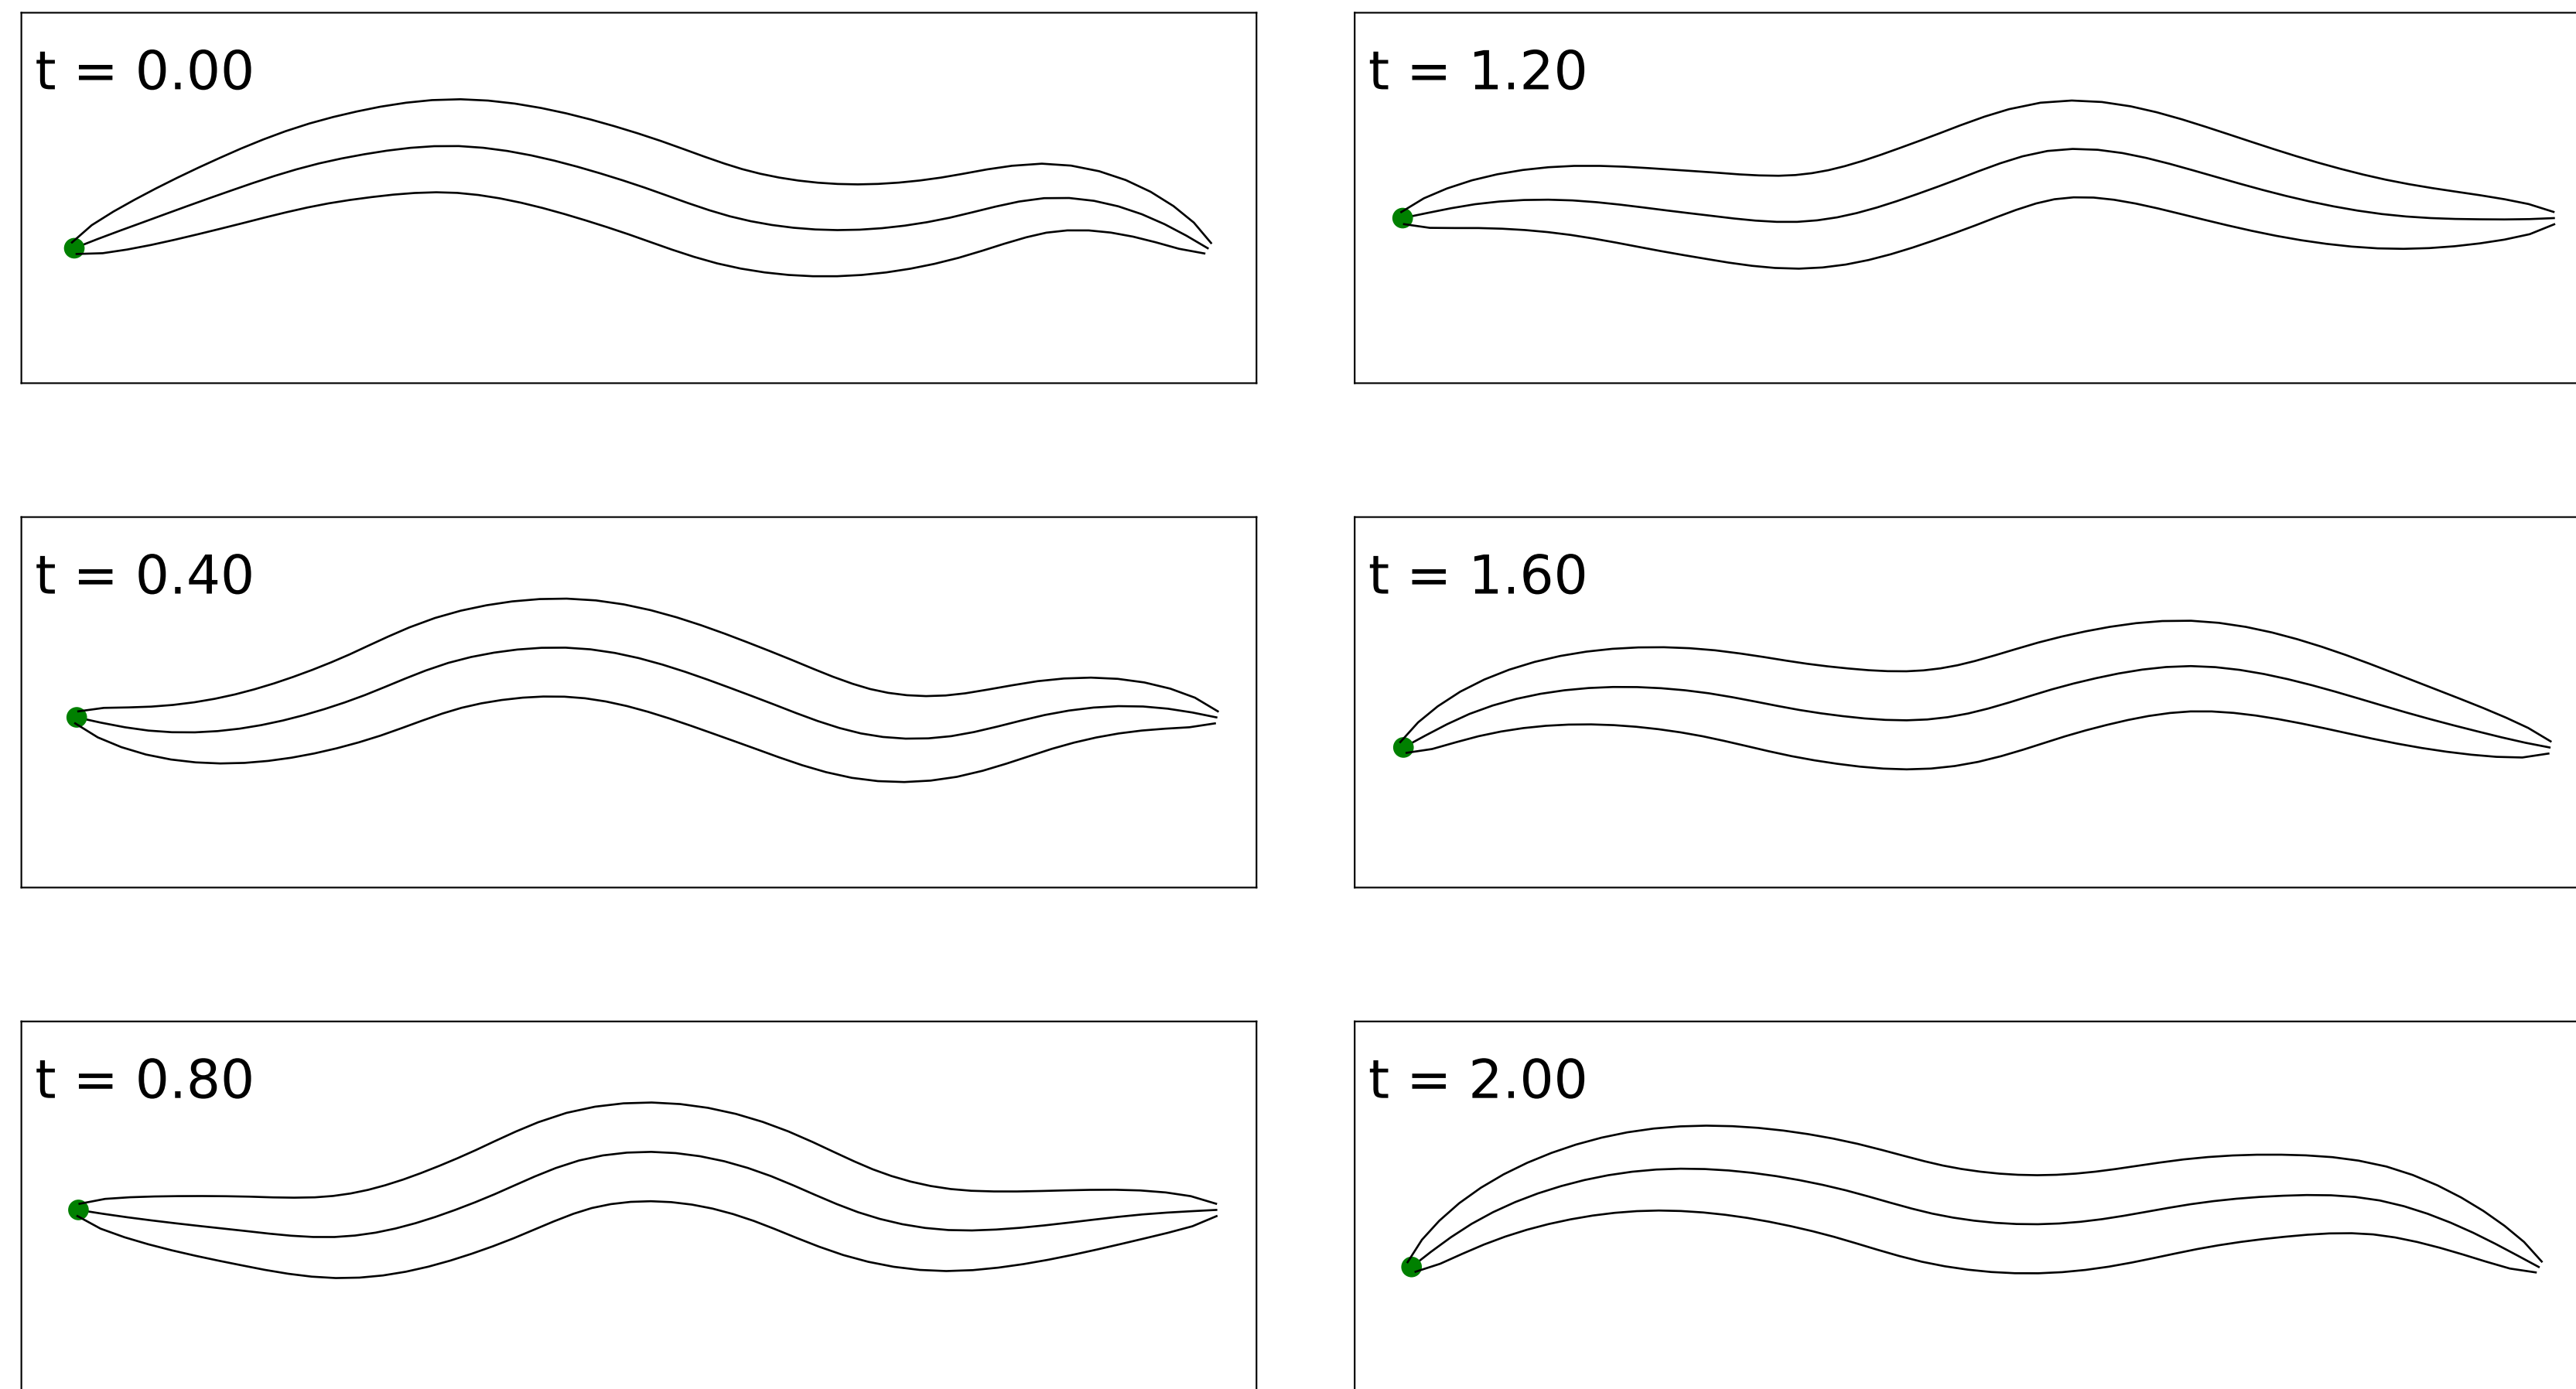 t = 0.00
t = 1.20
t = 0.40
t = 1.60
t = 0.80
t = 2.00